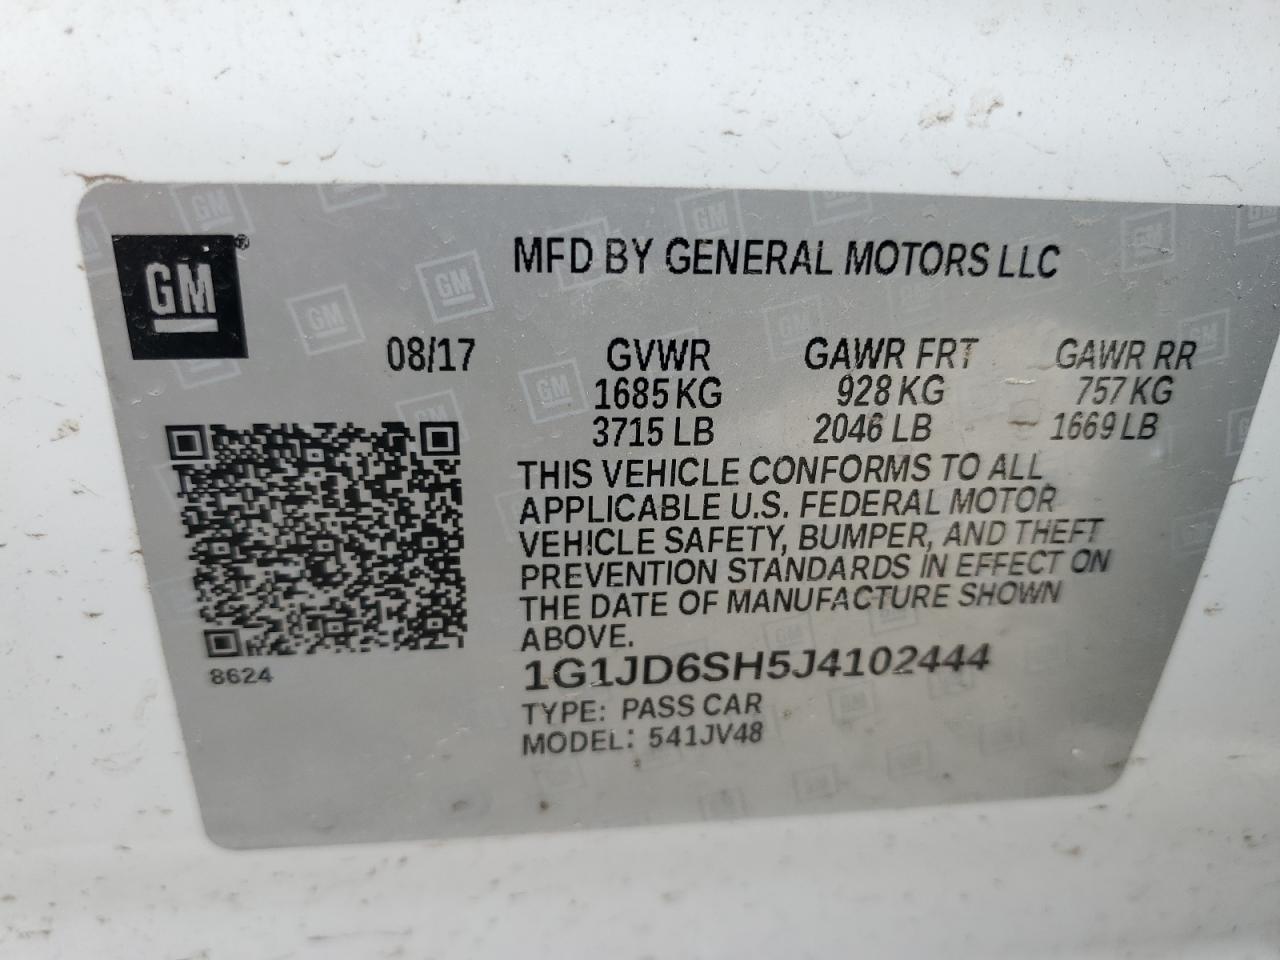 GM ®
MFD BY GENERAL MOTORS LLC
08/17 GVWR GAWR FRT GAWR RR
1685 KG 928 KG 757 KG
3715 LB 2046 LB 1669 LB
THIS VEHICLE CONFORMS TO ALL
APPLICABLE U.S. FEDERAL MOTOR
VEHICLE SAFETY, BUMPER, AND THEFT
PREVENTION STANDARDS IN EFFECT ON
THE DATE OF MANUFACTURE SHOWN
ABOVE.
8624
1G1JD6SH5J4102444
TYPE: PASS CAR
MODEL: 541JV48